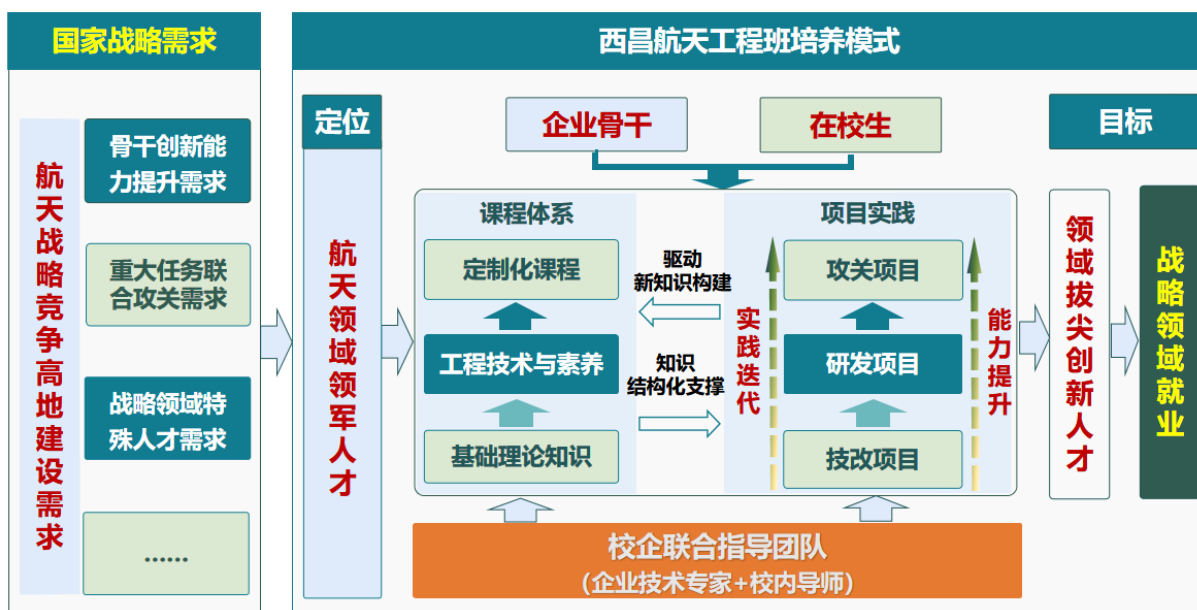 国家战略需求
航天战略竞争高地建设需求
骨干创新能
力提升需求
重大任务联
合攻关需求
战略领域特
殊人才需求
......
西昌航天工程班培养模式
定位
航天领域领军人才
企业骨干
在校生
课程体系
定制化课程
工程技术与素养
基础理论知识
驱动
新知识构建
知识
结构化支撑
项目实践
实践迭代
攻关项目
研发项目
技改项目
能力提升
校企联合指导团队
（企业技术专家+校内导师）
目标
领域拔尖创新人才
战略领域就业